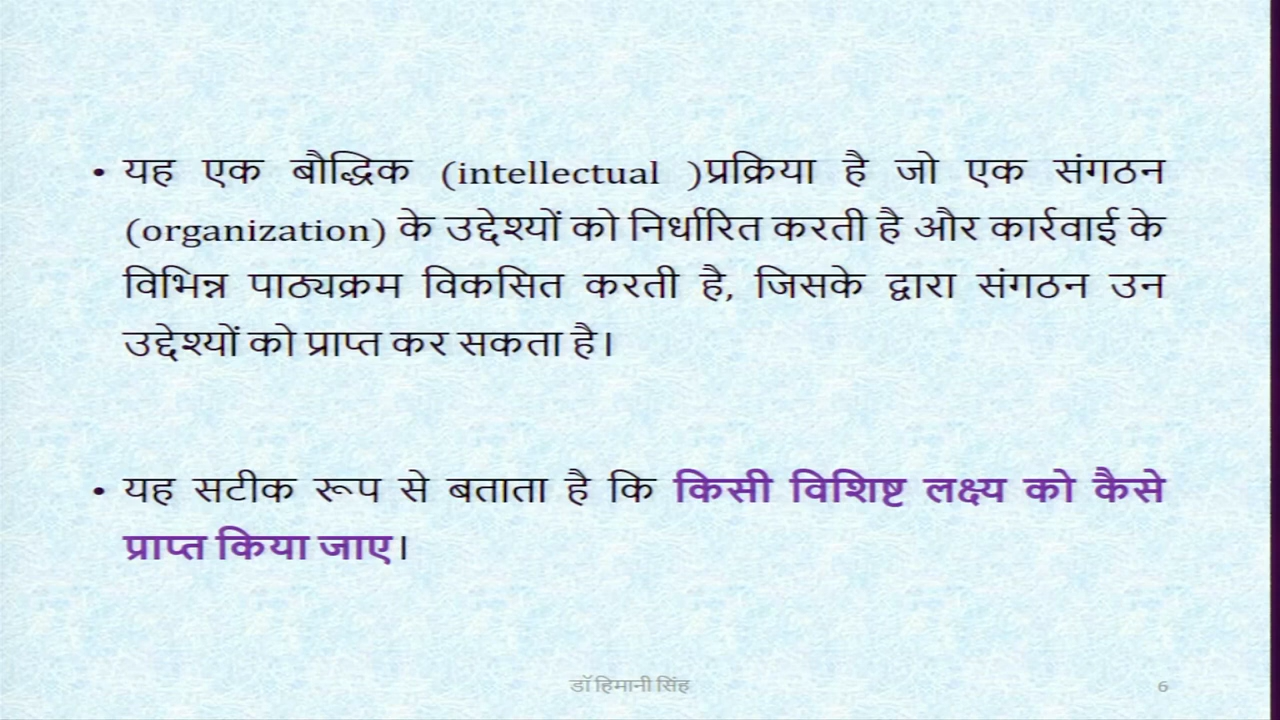 • यह एक बौद्धिक (intellectual )प्रक्रिया है जो एक संगठन
(organization) के उद्देश्यों को निर्धारित करती है और कार्रवाई के
विभिन्न पाठ्यक्रम विकसित करती है, जिसके द्वारा संगठन उन
उद्देश्यों को प्राप्त कर सकता है।
• यह सटीक रूप से बताता है कि किसी विशिष्ट लक्ष्य को कैसे
प्राप्त किया जाए।
डॉ हिमानी सिंह
6